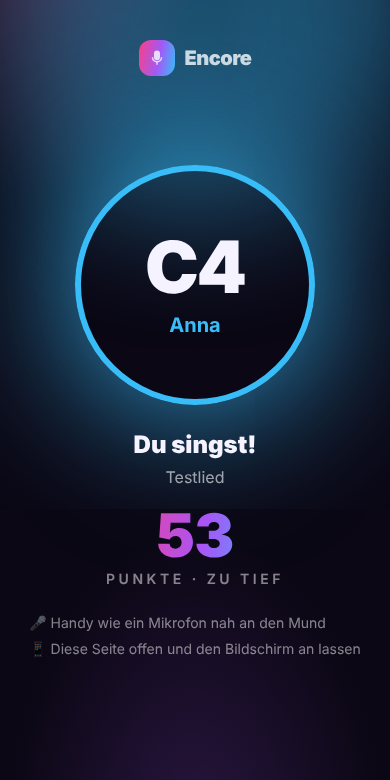 Encore
C4
Anna
Du singst!
Testlied
53
PUNKTE · ZU TIEF
🎤 Handy wie ein Mikrofon nah an den Mund
📱 Diese Seite offen und den Bildschirm an lassen